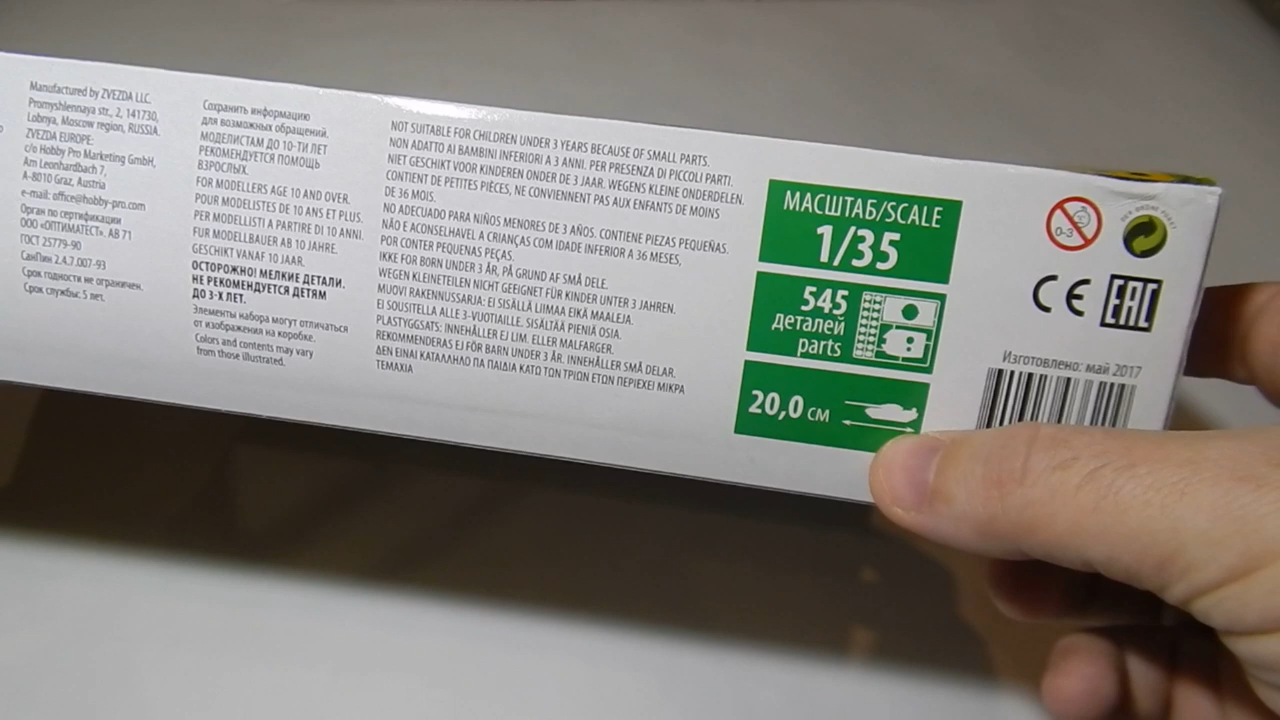 Manufactured by ZVEZDA LLC.
Promyshlennaya str., 2, 141730,
Lobnya, Moscow region, RUSSIA.
ZVEZDA EUROPE:
c/o Hobby Pro Marketing GmbH,
Am Leonhardbach 7,
A-8010 Graz, Austria
e-mail: office@hobby-pro.com
Орган по сертификации
ООО «ОПТИМАТЕСТ». АВ 71
ГОСТ 25779-90
СанПин 2.4.7.007-93
Срок годности не ограничен.
Срок службы: 5 лет.
Сохранить информацию
для возможных обращений.
МОДЕЛИСТАМ ДО 10-ТИ ЛЕТ
РЕКОМЕНДУЕТСЯ ПОМОЩЬ
ВЗРОСЛЫХ.
FOR MODELLERS AGE 10 AND OVER.
POUR MODELISTES DE 10 ANS ET PLUS.
PER MODELLISTI A PARTIRE DI 10 ANNI.
FUR MODELLBAUER AB 10 JAHRE.
GESCHIKT VANAF 10 JAAR.
ОСТОРОЖНО! МЕЛКИЕ ДЕТАЛИ.
НЕ РЕКОМЕНДУЕТСЯ ДЕТЯМ
ДО 3-Х ЛЕТ.
Элементы набора могут отличаться
от изображения на коробке.
Colors and contents may vary
from those illustrated.
NOT SUITABLE FOR CHILDREN UNDER 3 YEARS BECAUSE OF SMALL PARTS.
NON ADATTO AI BAMBINI INFERIORI A 3 ANNI. PER PRESENZA DI PICCOLI PARTI.
NIET GESCHIKT VOOR KINDEREN ONDER DE 3 JAAR. WEGENS KLEINE ONDERDELEN.
CONTIENT DE PETITES PIÈCES, NE CONVIENNENT PAS AUX ENFANTS DE MOINS
DE 36 MOIS.
NO ADECUADO PARA NIÑOS MENORES DE 3 AÑOS. CONTIENE PIEZAS PEQUEÑAS.
NÃO E ACONSELHAVEL A CRIANÇAS COM IDADE INFERIOR A 36 MESES,
POR CONTER PEQUENAS PEÇAS.
IKKE FOR BORN UNDER 3 ÅR, PÅ GRUND AF SMÅ DELE.
WEGEN KLEINETEILEN NICHT GEEIGNET FÜR KINDER UNTER 3 JAHREN.
MUOVI RAKENNUSSARJA: EI SISÄLLÄ LIIMAA EIKÄ MAALEJA.
EI SOUSITELLA ALLE 3-VUOTIAILLE. SISÄLTÄÄ PIENIÄ OSIA.
PLASTYGGSATS: INNEHÅLLER EJ LIM. ELLER MALFARGER.
REKOMMENDERAS EJ FÖR BARN UNDER 3 ÅR. INNEHÅLLER SMÅ DELAR.
ΔΕΝ ΕΙΝΑΙ ΚΑΤΑΛΛΗΛΟ ΠΑ ΠΑΙΔΙΑ ΚΑΤΩ ΤΩΝ ΤΡΙΩΝ ΕΤΩΝ ΠΕΡΙΕΧΕΙ ΜΙΚΡΑ
ΤΕΜΑΧΙΑ
МАСШТАБ/SCALE
1/35
545
деталей
parts
20,0 СМ
0-3
CE EAC
Изготовлено: май 2017